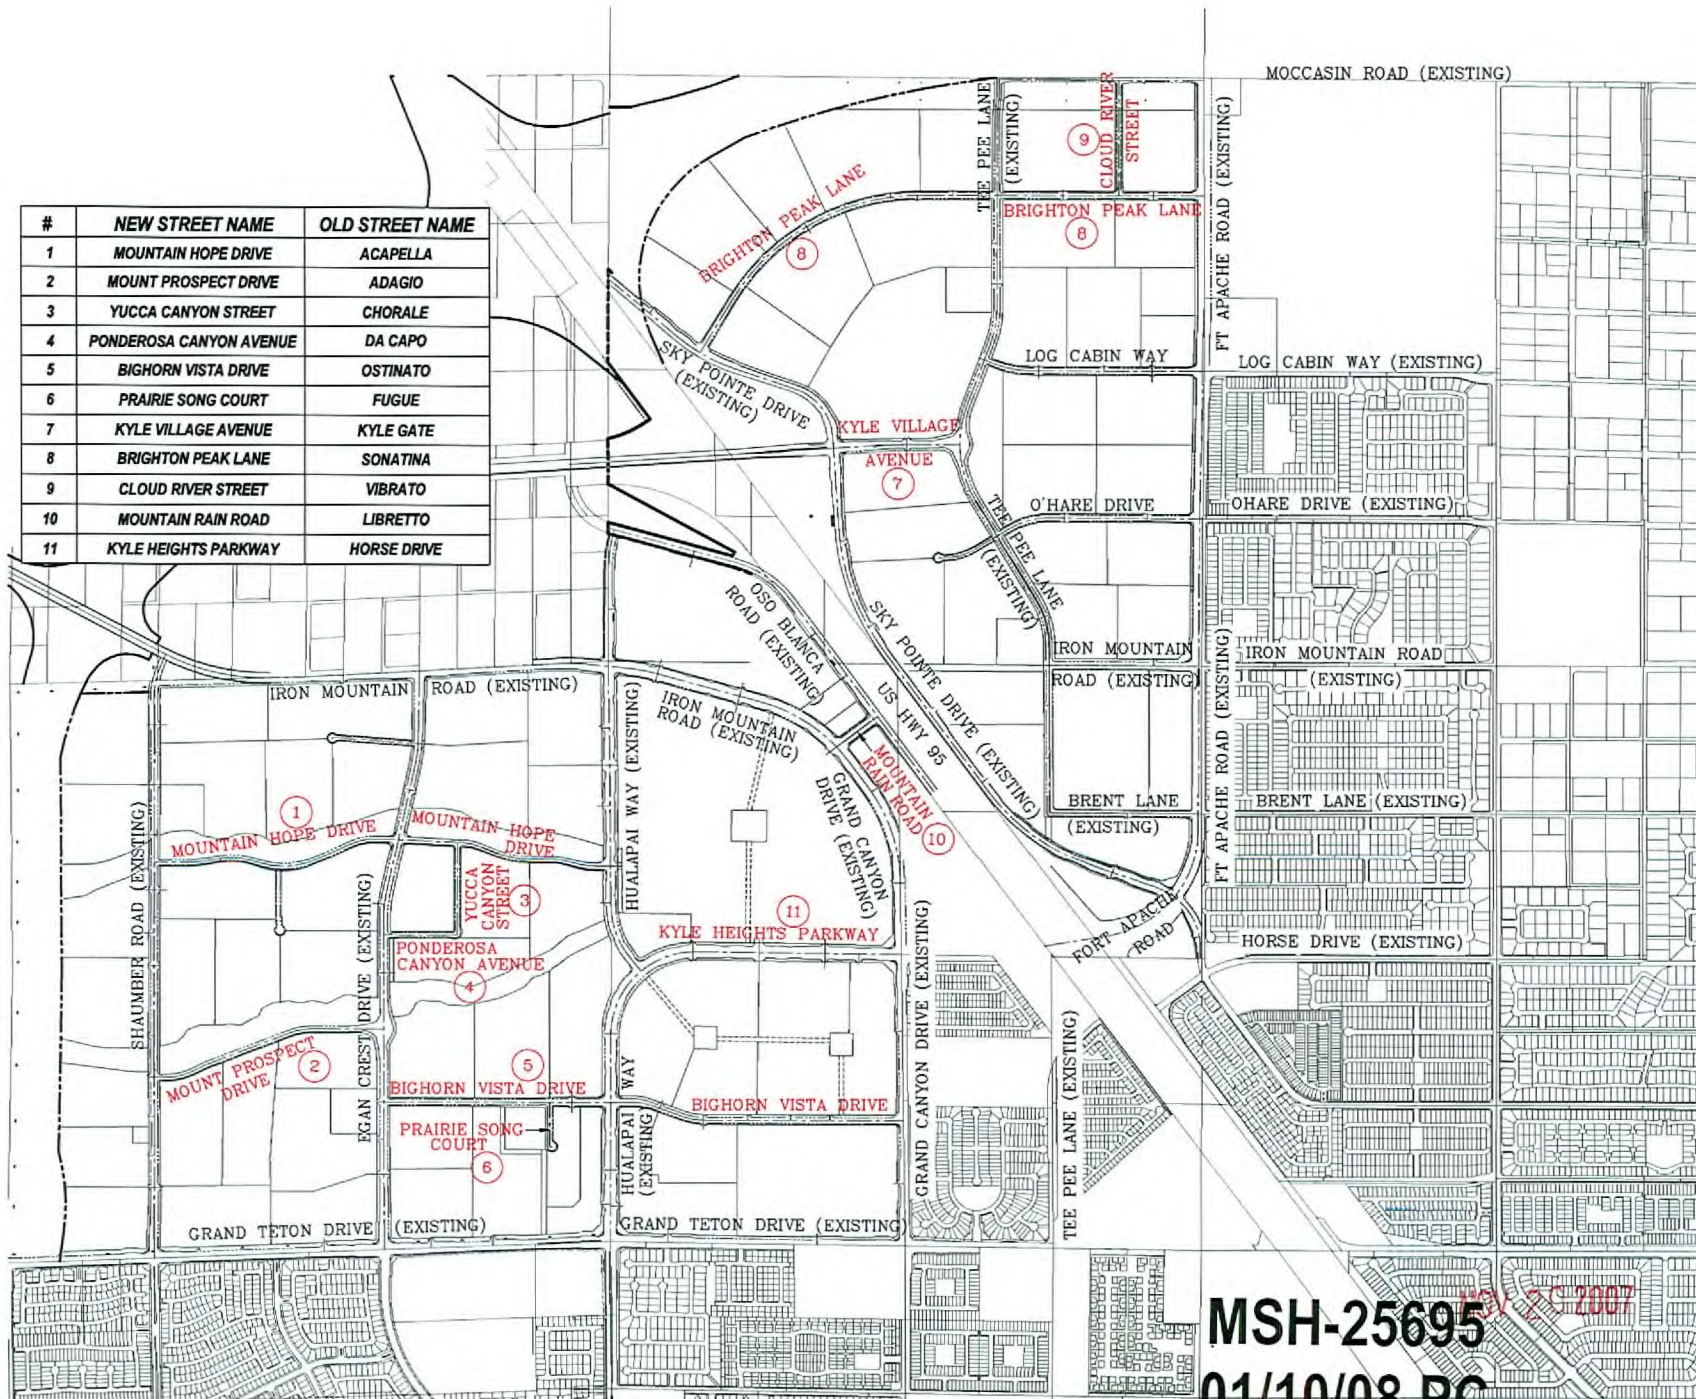 MOCCASIN ROAD (EXISTING)
TEE PEE LANE
(EXISTING)
9
CLOUD RIVER
STREET
FT APACHE ROAD (EXISTING)
# NEW STREET NAME OLD STREET NAME
1 MOUNTAIN HOPE DRIVE ACAPELLA
2 MOUNT PROSPECT DRIVE ADAGIO
3 YUCCA CANYON STREET CHORALE
4 PONDEROSA CANYON AVENUE DA CAPO
5 BIGHORN VISTA DRIVE OSTINATO
6 PRAIRIE SONG COURT FUGUE
7 KYLE VILLAGE AVENUE KYLE GATE
8 BRIGHTON PEAK LANE SONATINA
9 CLOUD RIVER STREET VIBRATO
10 MOUNTAIN RAIN ROAD LIBRETTO
11 KYLE HEIGHTS PARKWAY HORSE DRIVE
BRIGHTON PEAK LANE
8
BRIGHTON PEAK LANE
8
SKY POINTE DRIVE
(EXISTING)
LOG CABIN WAY
LOG CABIN WAY (EXISTING)
KYLE VILLAGE
AVENUE
7
O'HARE DRIVE
OHARE DRIVE (EXISTING)
TEE PEE LANE
(EXISTING)
OSO BLANCA
ROAD (EXISTING)
SKY POINTE DRIVE (EXISTING)
US HWY 95
IRON MOUNTAIN
ROAD (EXISTING)
IRON MOUNTAIN ROAD
(EXISTING)
FT APACHE ROAD (EXISTING)
IRON MOUNTAIN ROAD (EXISTING)
HUALAPAI WAY (EXISTING)
IRON MOUNTAIN
ROAD (EXISTING)
MOUNTAIN
RAIN ROAD
10
GRAND CANYON
DRIVE (EXISTING)
BRENT LANE
(EXISTING)
BRENT LANE (EXISTING)
SHAUMBER ROAD (EXISTING)
1
MOUNTAIN HOPE DRIVE
MOUNTAIN HOPE
DRIVE
YUCCA
CANYON
STREET
3
EGAN CREST DRIVE (EXISTING)
11
KYLE HEIGHTS PARKWAY
FORT APACHE
ROAD
HORSE DRIVE (EXISTING)
PONDEROSA
CANYON AVENUE
4
GRAND CANYON DRIVE (EXISTING)
TEE PEE LANE (EXISTING)
MOUNT PROSPECT
DRIVE
2
5
BIGHORN VISTA DRIVE
BIGHORN VISTA DRIVE
HUALAPAI WAY
(EXISTING)
PRAIRIE SONG
COURT
6
GRAND TETON DRIVE (EXISTING)
GRAND TETON DRIVE (EXISTING)
MSH-25695
2007
01/10/08 PC